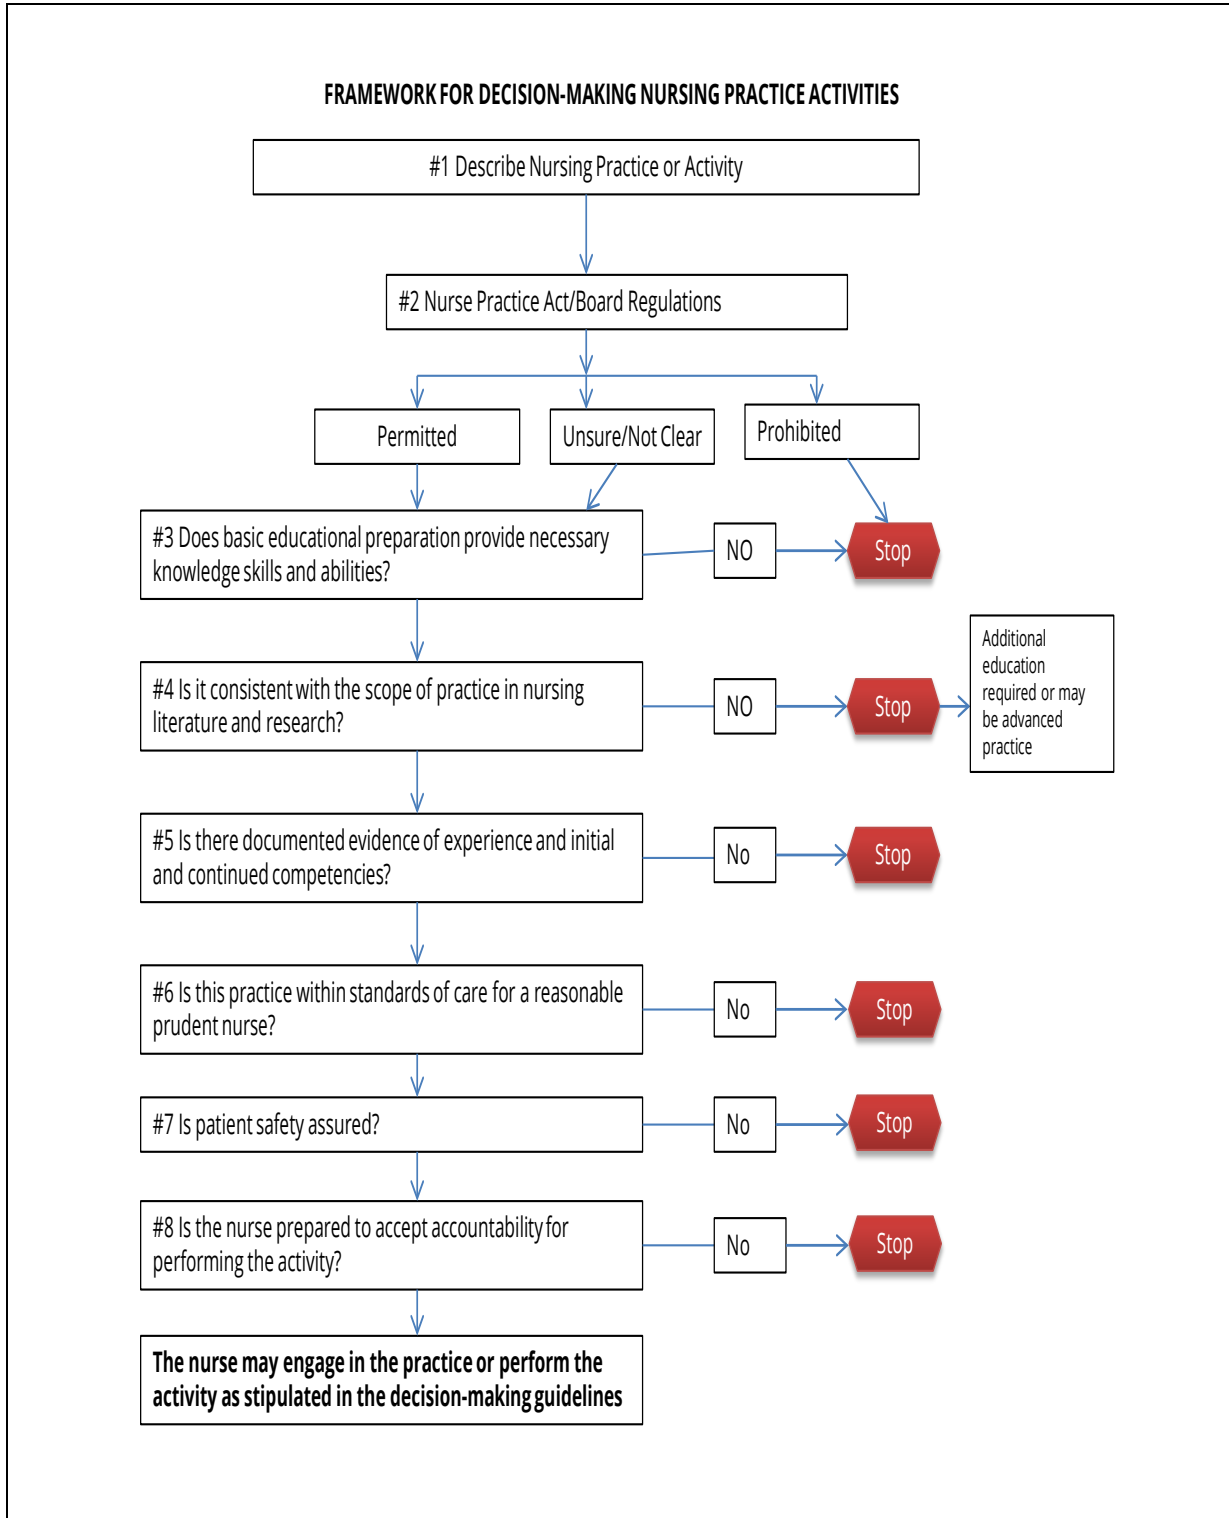 FRAMEWORK FOR DECISION-MAKING NURSING PRACTICE ACTIVITIES
#1 Describe Nursing Practice or Activity
#2 Nurse Practice Act/Board Regulations
Permitted
Unsure/Not Clear
Prohibited
#3 Does basic educational preparation provide necessary
knowledge skills and abilities?
NO
Stop
#4 Is it consistent with the scope of practice in nursing
literature and research?
NO
Stop
Additional
education
required or may
be advanced
practice
#5 Is there documented evidence of experience and initial
and continued competencies?
No
Stop
#6 Is this practice within standards of care for a reasonable
prudent nurse?
No
Stop
#7 Is patient safety assured?
No
Stop
#8 Is the nurse prepared to accept accountability for
performing the activity?
No
Stop
The nurse may engage in the practice or perform the
activity as stipulated in the decision-making guidelines